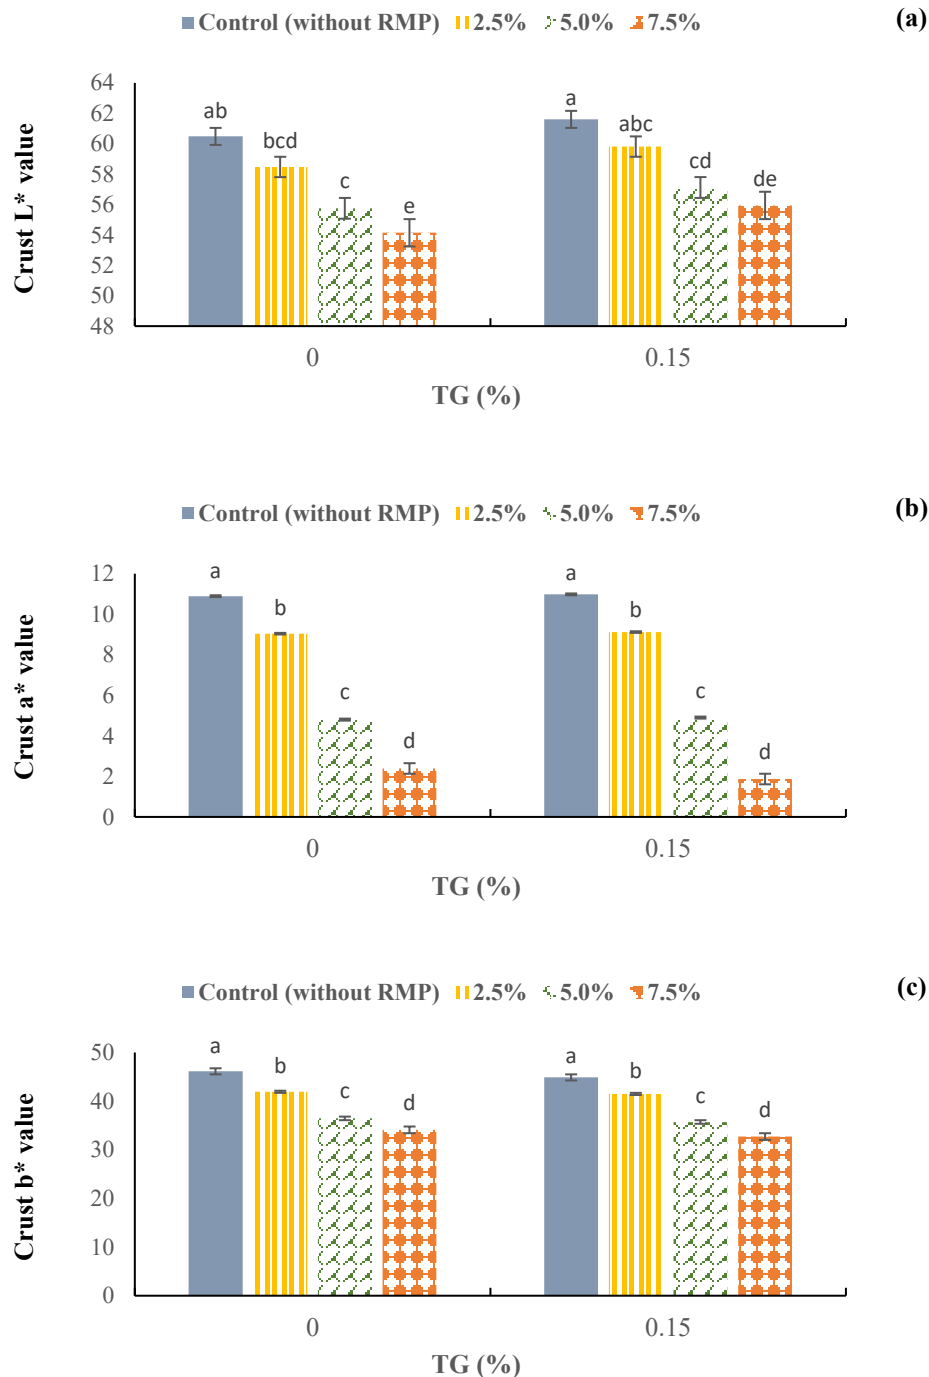 Control (without RMP) 2.5% 5.0% 7.5% (a)
64
62
60
58
56
54
52
50
48
Crust L* value
ab bcd c e a abc cd de
0 0.15
TG (%)
Control (without RMP) 2.5% 5.0% 7.5% (b)
12
10
8
6
4
2
0
Crust a* value
a b c d a b c d
0 0.15
TG (%)
Control (without RMP) 2.5% 5.0% 7.5% (c)
50
40
30
20
10
0
Crust b* value
a b c d a b c d
0 0.15
TG (%)